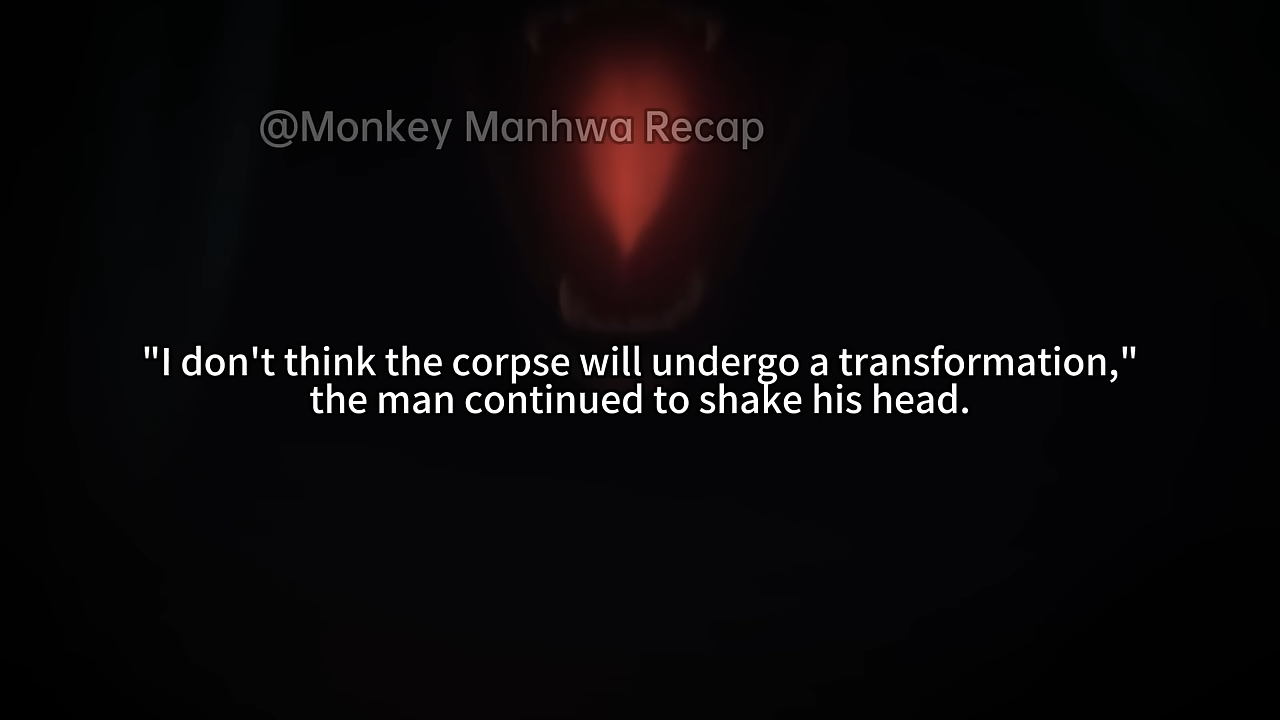 @Monkey Manhwa Recap
"I don't think the corpse will undergo a transformation,"
the man continued to shake his head.